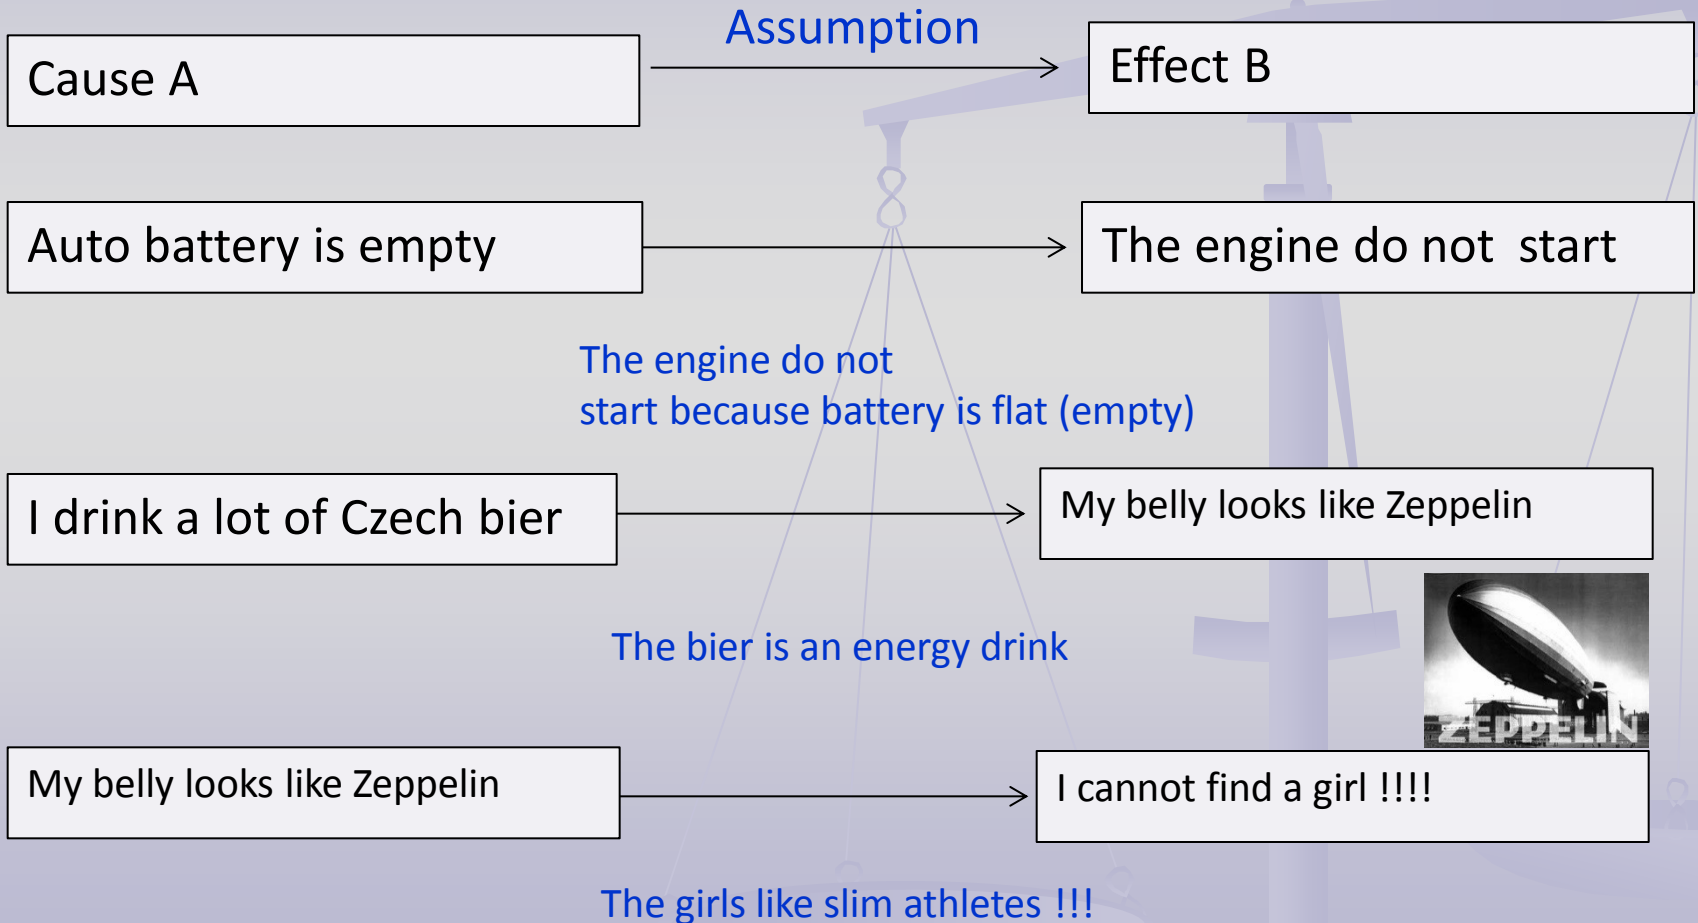 Assumption
Cause A
Effect B
Auto battery is empty
The engine do not start
The engine do not
start because battery is flat (empty)
I drink a lot of Czech bier
My belly looks like Zeppelin
The bier is an energy drink
ZEPPELIN
My belly looks like Zeppelin
I cannot find a girl !!!!
The girls like slim athletes !!!